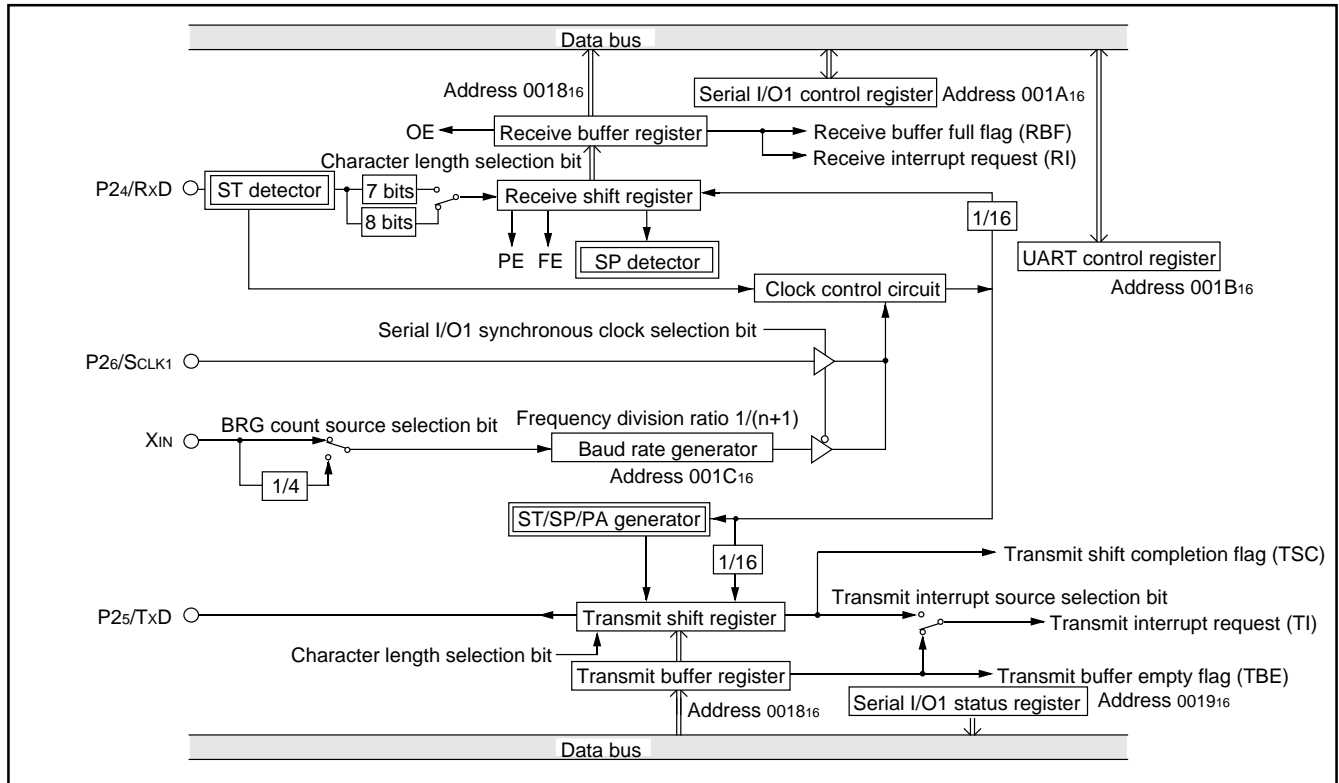 Data bus
Address 0018₁₆
Serial I/O1 control register
Address 001A₁₆
OE
Receive buffer register
Receive buffer full flag (RBF)
Character length selection bit
Receive interrupt request (RI)
P2₄/RxD
ST detector
7 bits
8 bits
Receive shift register
1/16
PE
FE
SP detector
UART control register
Address 001B₁₆
Clock control circuit
Serial I/O1 synchronous clock selection bit
P2₆/SCLK1
BRG count source selection bit
Frequency division ratio 1/(n+1)
XIN
Baud rate generator
Address 001C₁₆
1/4
ST/SP/PA generator
1/16
Transmit shift completion flag (TSC)
Transmit interrupt source selection bit
P2₅/TxD
Transmit shift register
Transmit interrupt request (TI)
Character length selection bit
Transmit buffer register
Transmit buffer empty flag (TBE)
Address 0018₁₆
Serial I/O1 status register
Address 0019₁₆
Data bus